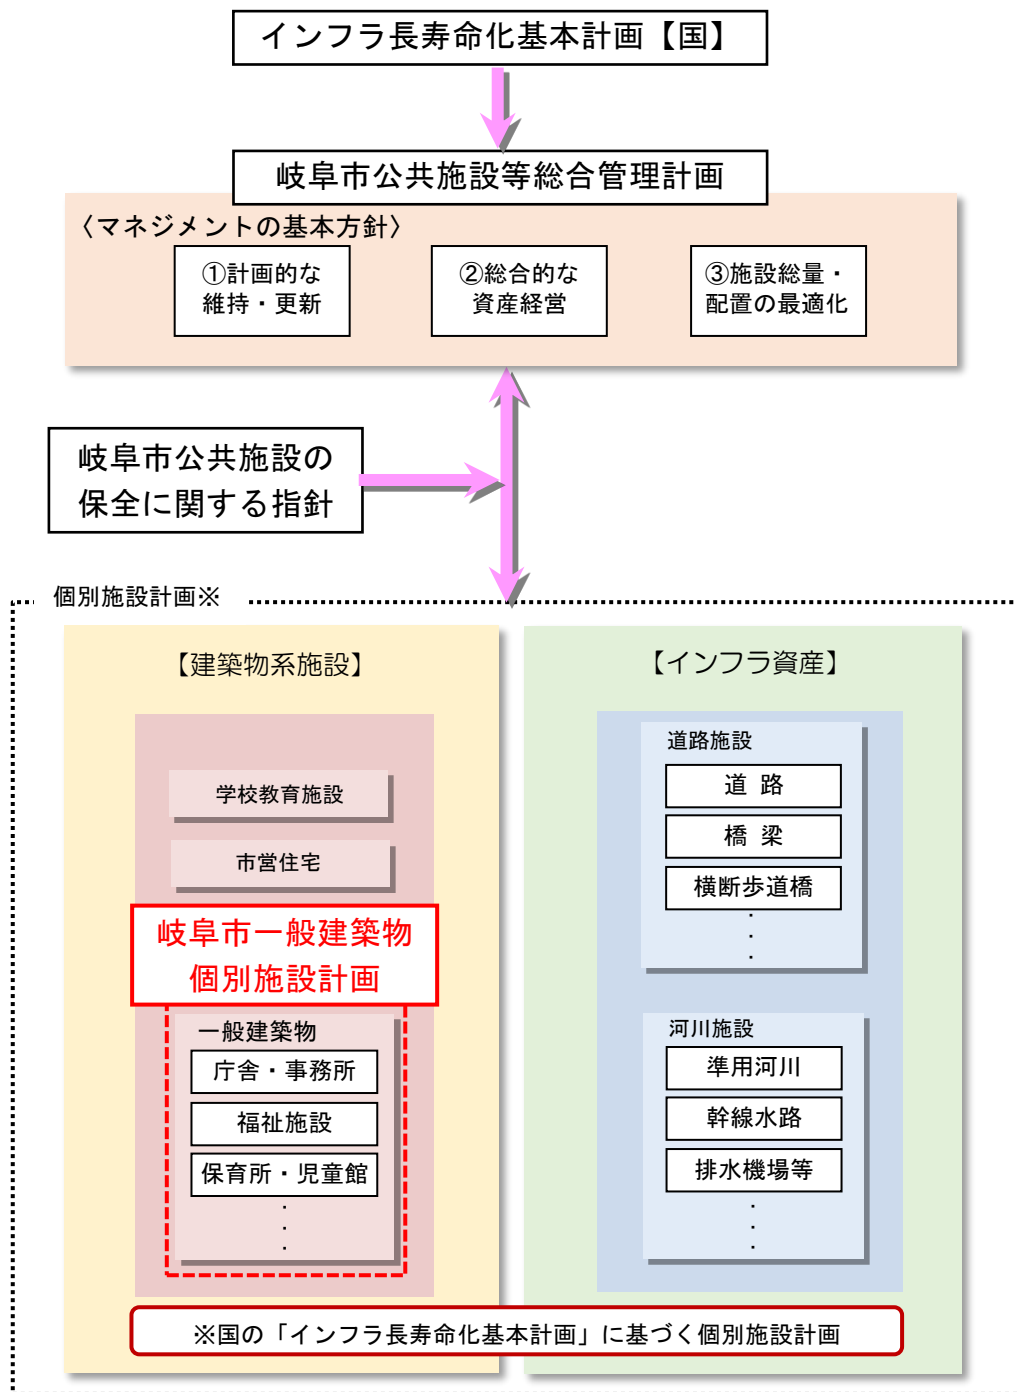 インフラ長寿命化基本計画【国】
岐阜市公共施設等総合管理計画
〈マネジメントの基本方針〉
①計画的な
維持・更新
②総合的な
資産経営
③施設総量・
配置の最適化
岐阜市公共施設の
保全に関する指針
個別施設計画※
【建築物系施設】
学校教育施設
市営住宅
岐阜市一般建築物
個別施設計画
一般建築物
庁舎・事務所
福祉施設
保育所・児童館
・
・
・
【インフラ資産】
道路施設
道 路
橋 梁
横断歩道橋
・
・
・
河川施設
準用河川
幹線水路
排水機場等
・
・
・
※国の「インフラ長寿命化基本計画」に基づく個別施設計画